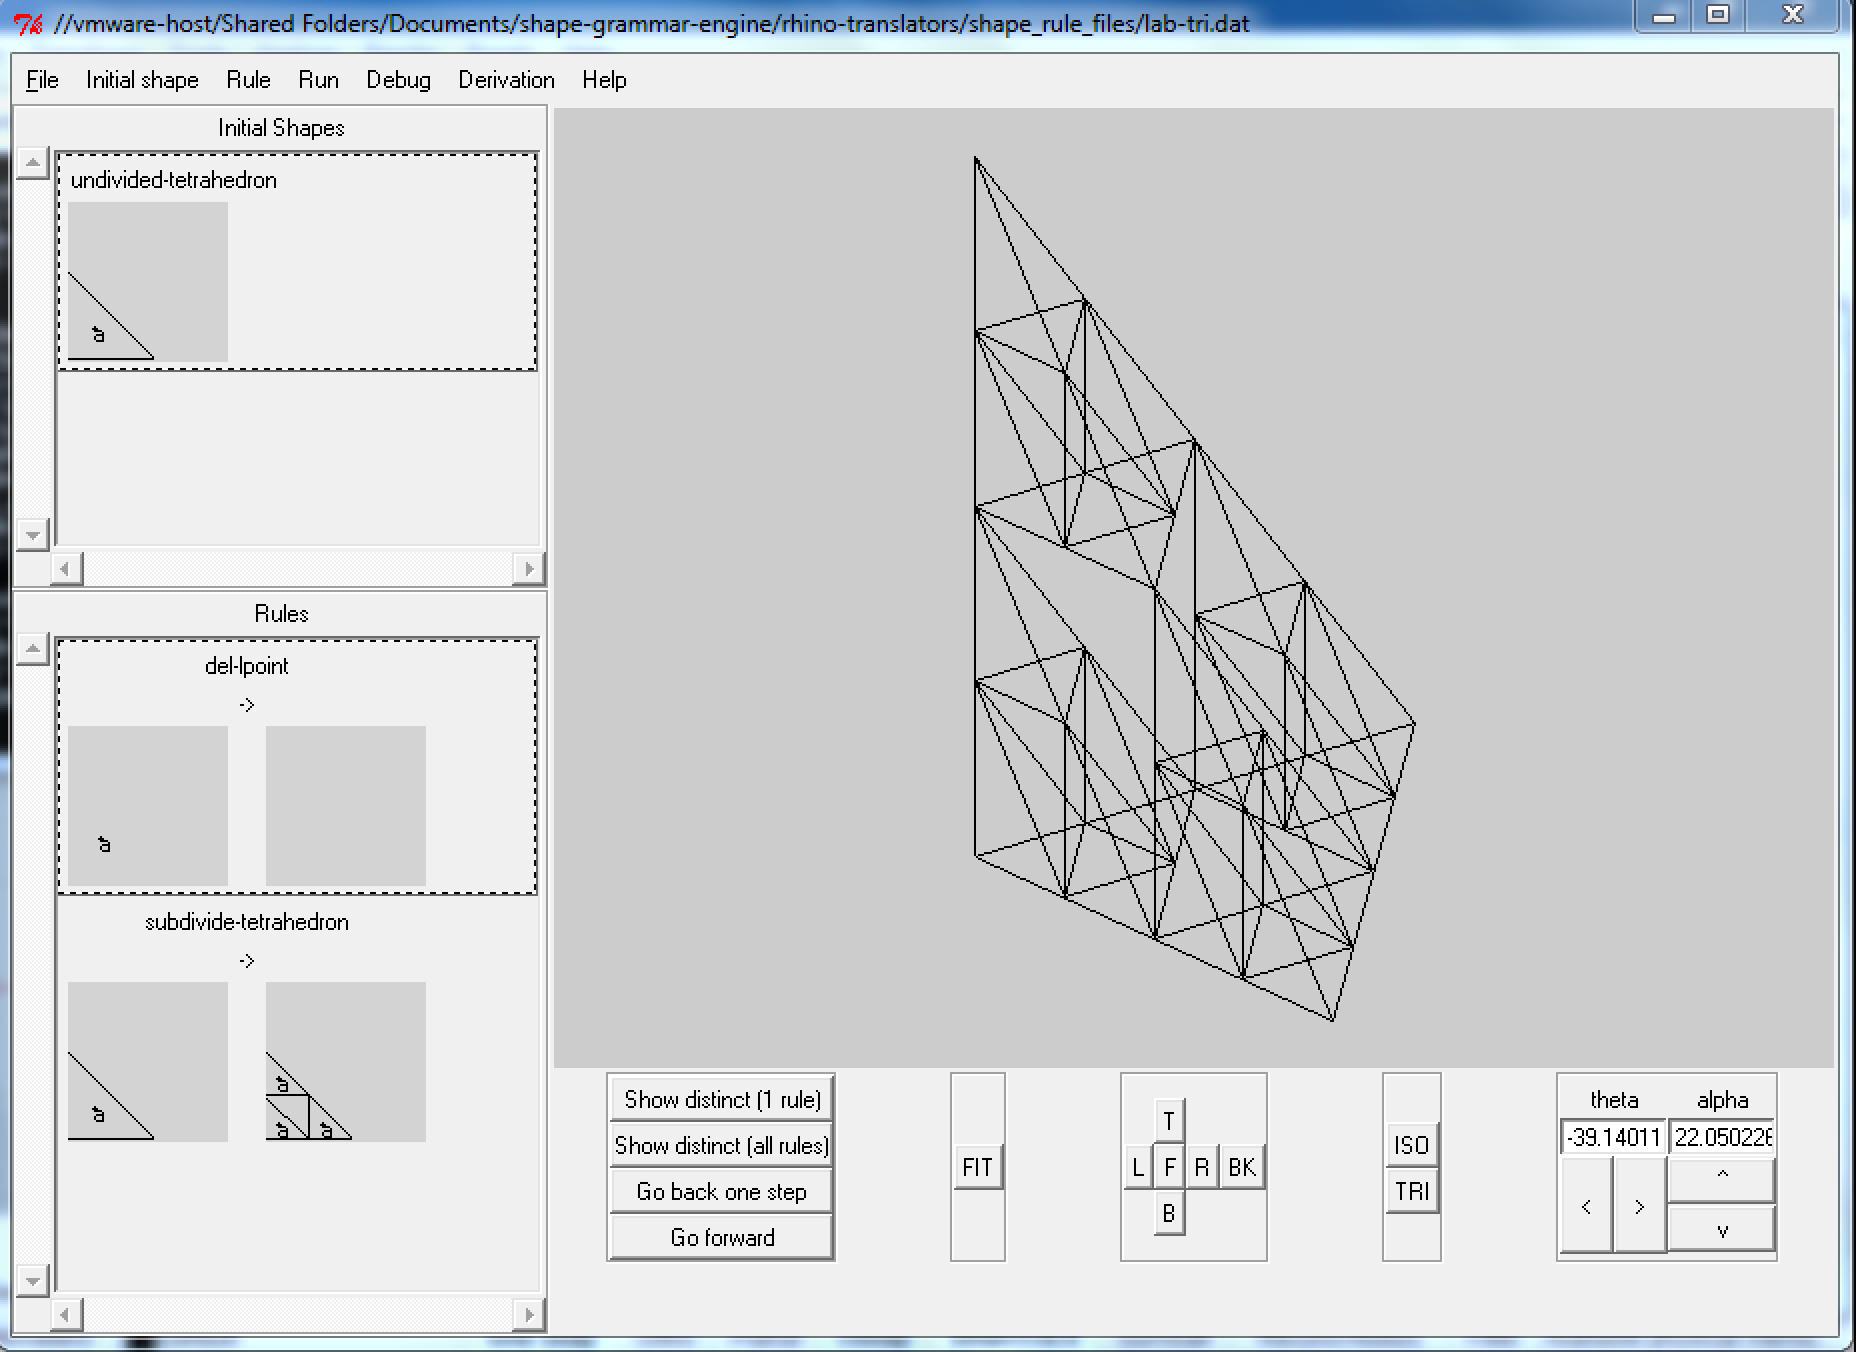 //vmware-host/Shared Folders/Documents/shape-grammar-engine/rhino-translators/shape_rule_files/lab-tri.dat
File Initial shape Rule Run Debug Derivation Help
Initial Shapes
undivided-tetrahedron
a
Rules
del-lpoint
->
a
subdivide-tetrahedron
->
a
a
a a
Show distinct (1 rule)
Show distinct (all rules)
Go back one step
Go forward
FIT
T
L F R BK
B
ISO
TRI
theta alpha
-39.14011 22.050226
< >
^
v